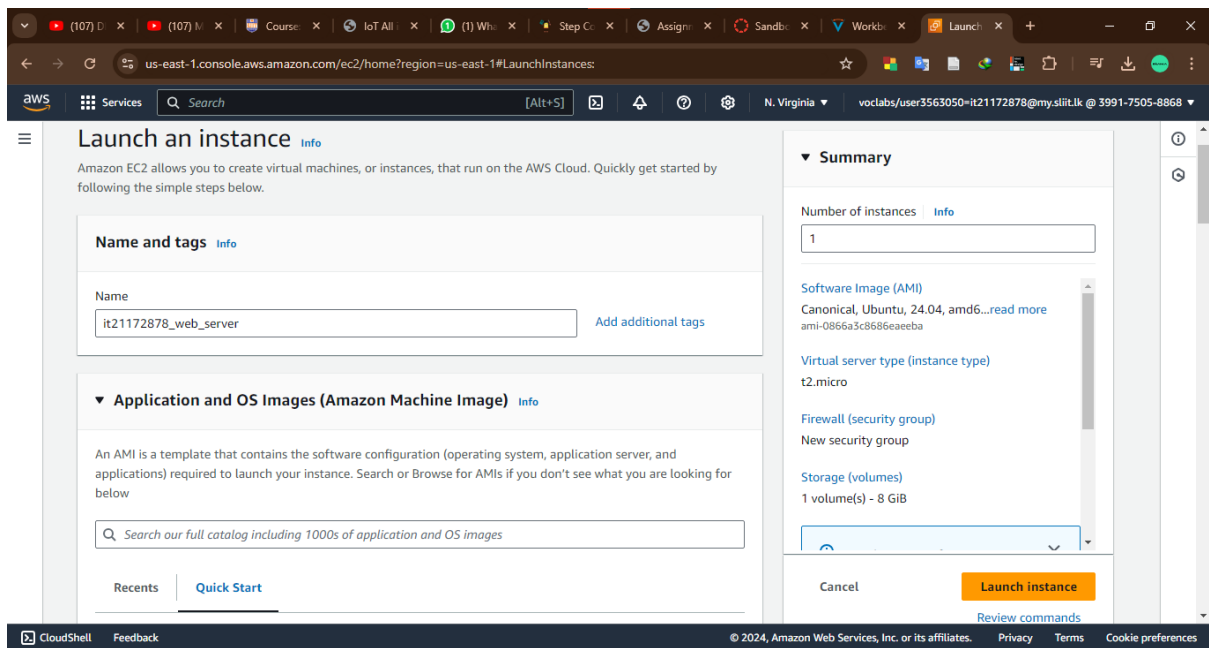 (107) D
(107) M
Course
IoT All
(1) Wha
Step Co
Assignn
Sandbo
Workbe
Launch
us-east-1.console.aws.amazon.com/ec2/home?region=us-east-1#LaunchInstances:
aws
Services
Search
[Alt+S]
N. Virginia
voclabs/user3563050=it21172878@my.sliit.lk @ 3991-7505-8868
Launch an instance Info
Amazon EC2 allows you to create virtual machines, or instances, that run on the AWS Cloud. Quickly get started by
following the simple steps below.
Name and tags Info
Name
it21172878_web_server
Add additional tags
Application and OS Images (Amazon Machine Image) Info
An AMI is a template that contains the software configuration (operating system, application server, and
applications) required to launch your instance. Search or Browse for AMIs if you don't see what you are looking for
below
Search our full catalog including 1000s of application and OS images
Recents
Quick Start
Summary
Number of instances Info
1
Software Image (AMI)
Canonical, Ubuntu, 24.04, amd6...read more
ami-0866a3c8686eaeeba
Virtual server type (instance type)
t2.micro
Firewall (security group)
New security group
Storage (volumes)
1 volume(s) - 8 GiB
Cancel
Launch instance
Review commands
CloudShell
Feedback
© 2024, Amazon Web Services, Inc. or its affiliates.
Privacy
Terms
Cookie preferences